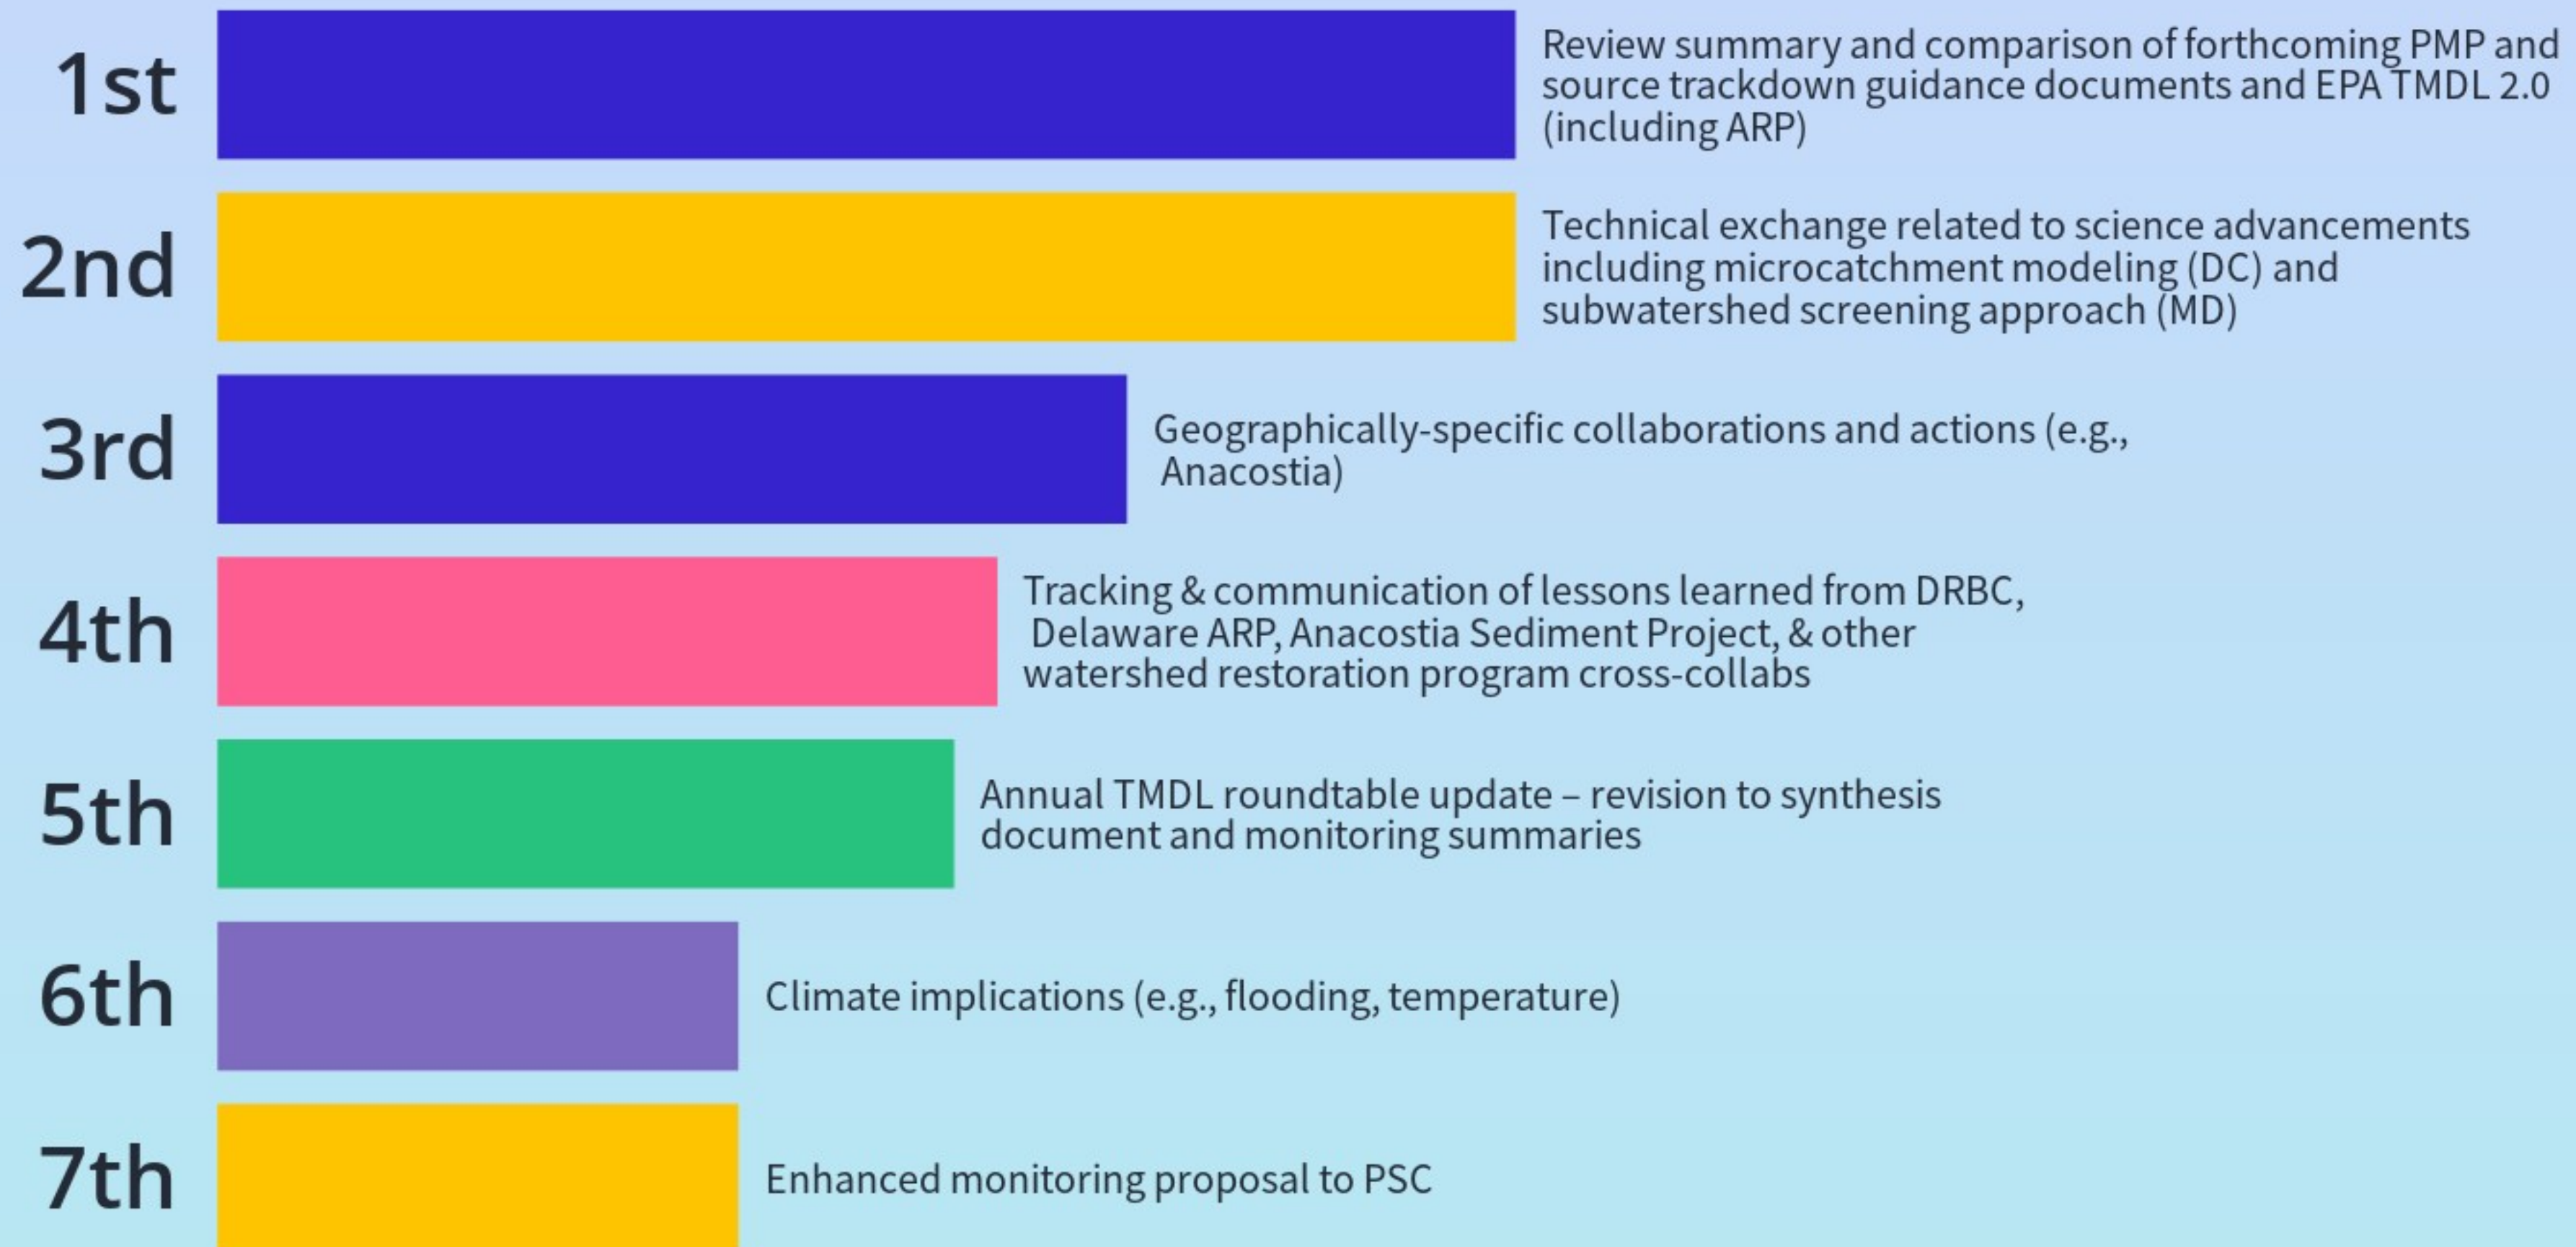 1st
Review summary and comparison of forthcoming PMP and
source trackdown guidance documents and EPA TMDL 2.0
(including ARP)
2nd
Technical exchange related to science advancements
including microcatchment modeling (DC) and
subwatershed screening approach (MD)
3rd
Geographically-specific collaborations and actions (e.g.,
Anacostia)
4th
Tracking & communication of lessons learned from DRBC,
Delaware ARP, Anacostia Sediment Project, & other
watershed restoration program cross-collabs
5th
Annual TMDL roundtable update – revision to synthesis
document and monitoring summaries
6th
Climate implications (e.g., flooding, temperature)
7th
Enhanced monitoring proposal to PSC